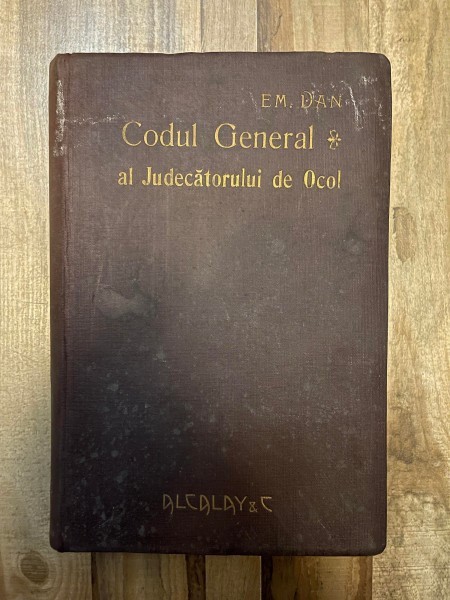 EM. DAN
Codul General
al Judecătorului de Ocol
ALCALAY & C